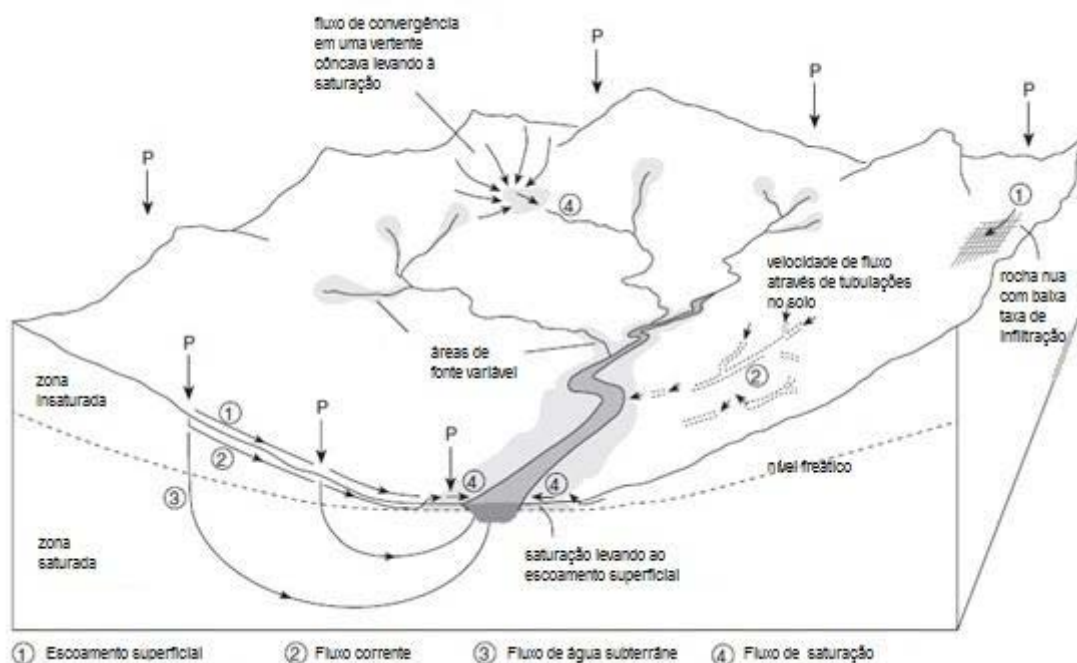 fluxo de convergência
em uma vertente
côncava levando à
saturação
P
P
P
P
4
1
velocidade de fluxo
através de tubulações
no solo
rocha nua
com baixa
taxa de
infiltração
áreas de
fonte variável
2
P
zona
insaturada
1
P
P
2
4
4
nível freático
3
zona
saturada
saturação levando ao
escoamento superficial
1 Escoamento superficial 2 Fluxo corrente 3 Fluxo de água subterrâne 4 Fluxo de saturação